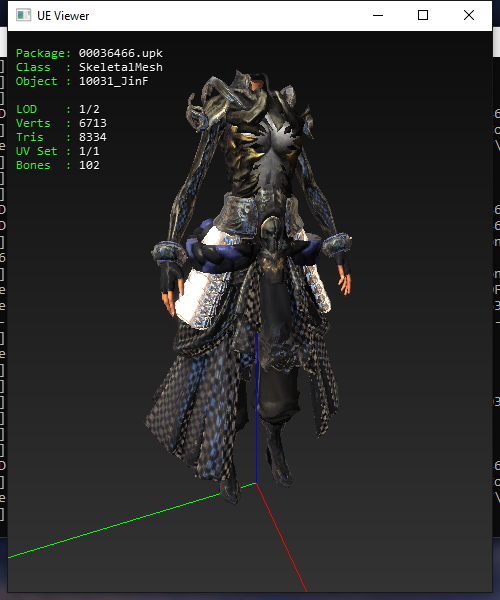 UE Viewer
Package: 00036466.upk
Class  : SkeletalMesh
Object : 10031_JinF
LOD    : 1/2
Verts  : 6713
Tris   : 8334
UV Set : 1/1
Bones  : 102